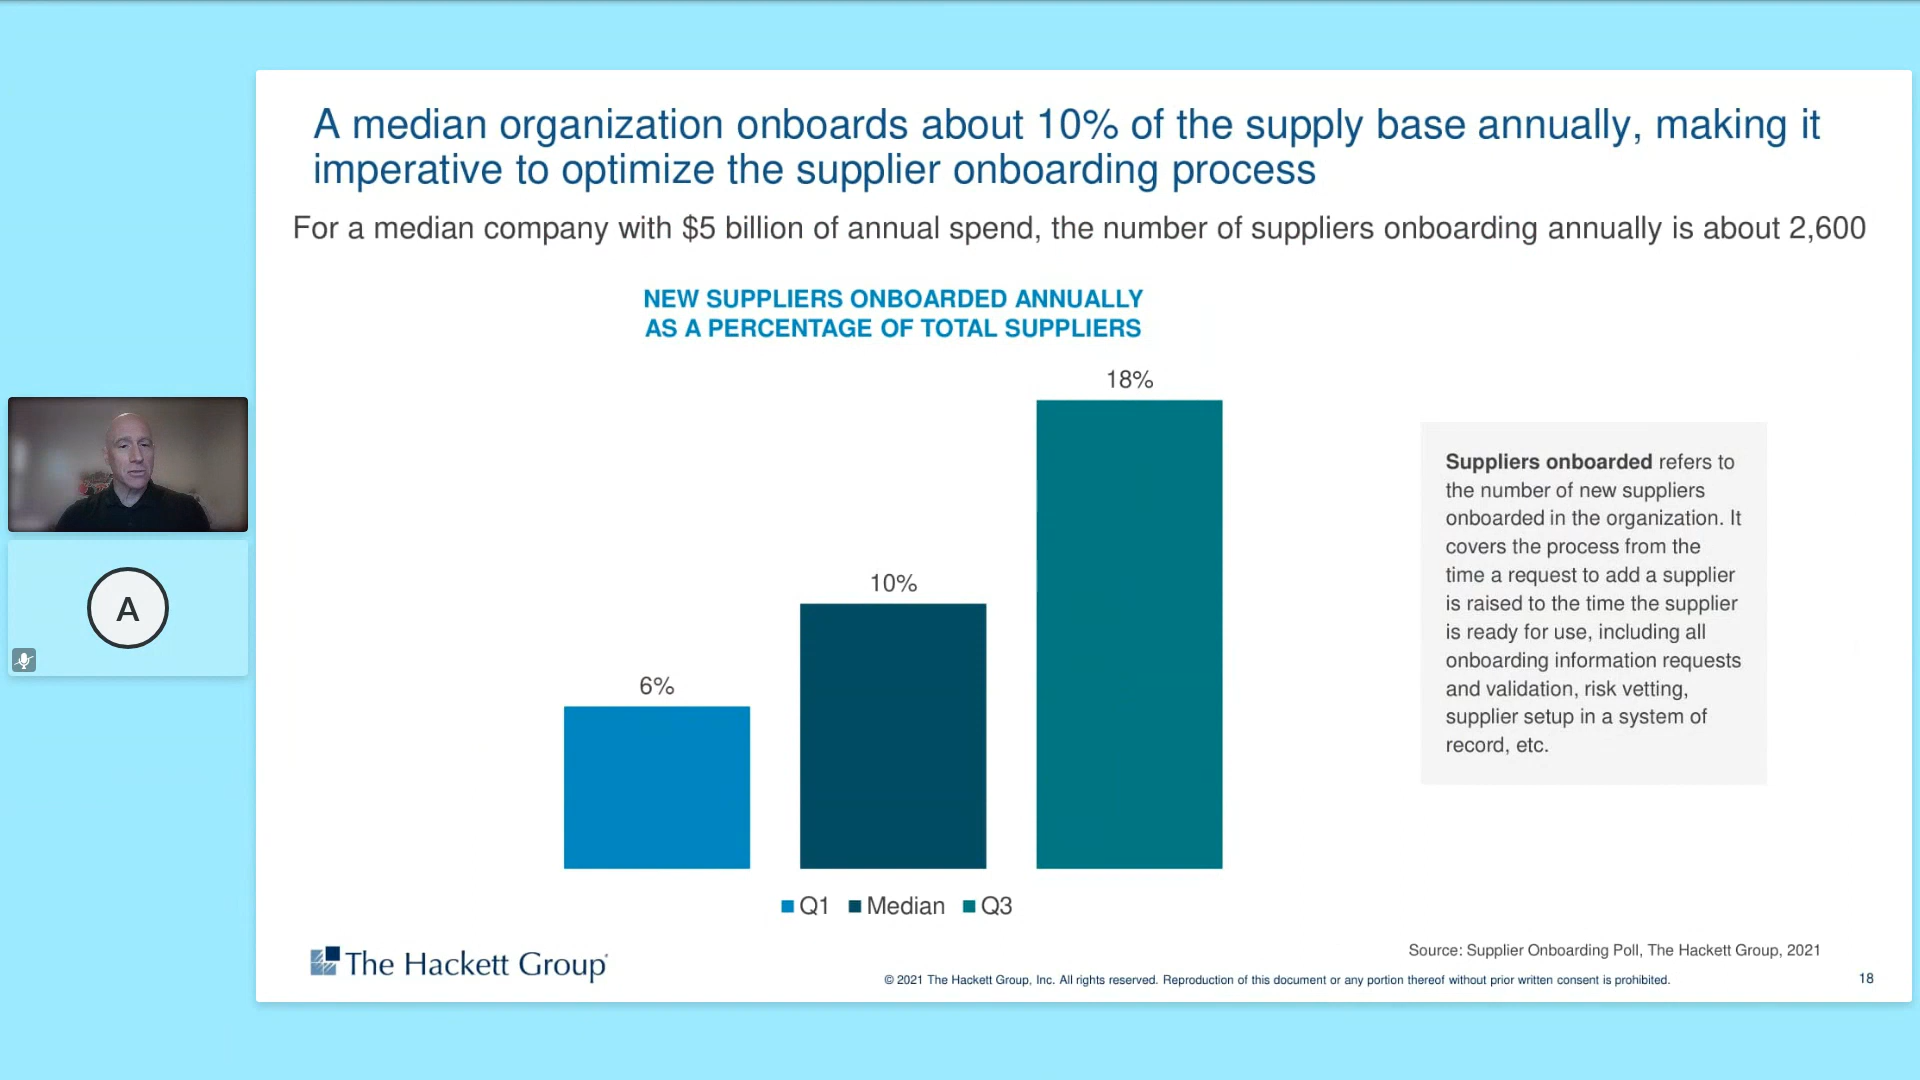 A median organization onboards about 10% of the supply base annually, making it
imperative to optimize the supplier onboarding process
For a median company with $5 billion of annual spend, the number of suppliers onboarding annually is about 2,600
NEW SUPPLIERS ONBOARDED ANNUALLY
AS A PERCENTAGE OF TOTAL SUPPLIERS
18%
10%
6%
Q1 Median Q3
Suppliers onboarded refers to
the number of new suppliers
onboarded in the organization. It
covers the process from the
time a request to add a supplier
is raised to the time the supplier
is ready for use, including all
onboarding information requests
and validation, risk vetting,
supplier setup in a system of
record, etc.
A
The Hackett Group
Source: Supplier Onboarding Poll, The Hackett Group, 2021
© 2021 The Hackett Group, Inc. All rights reserved. Reproduction of this document or any portion thereof without prior written consent is prohibited.
18